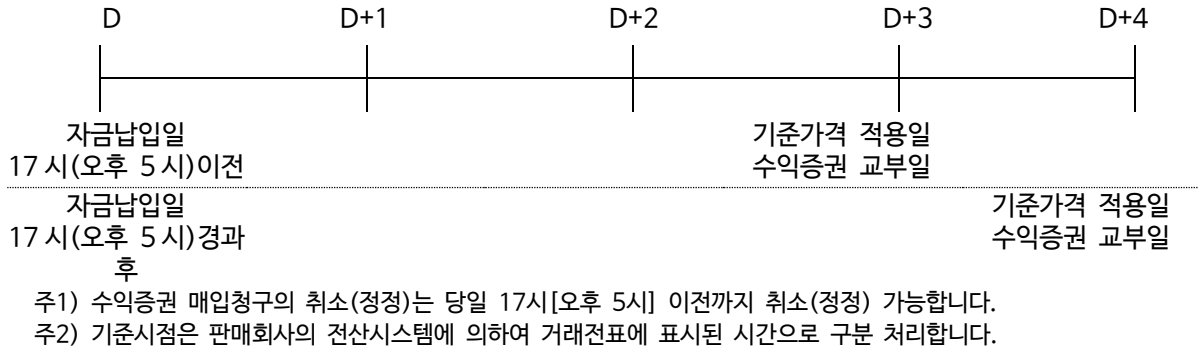 D D+1 D+2 D+3 D+4
자금납입일 기준가격 적용일
17 시(오후 5시)이전 수익증권 교부일
자금납입일 기준가격 적용일
17 시(오후 5시)경과 수익증권 교부일
후
주1) 수익증권 매입청구의 취소(정정)는 당일 17시[오후 5시] 이전까지 취소(정정) 가능합니다.
주2) 기준시점은 판매회사의 전산시스템에 의하여 거래전표에 표시된 시간으로 구분 처리합니다.